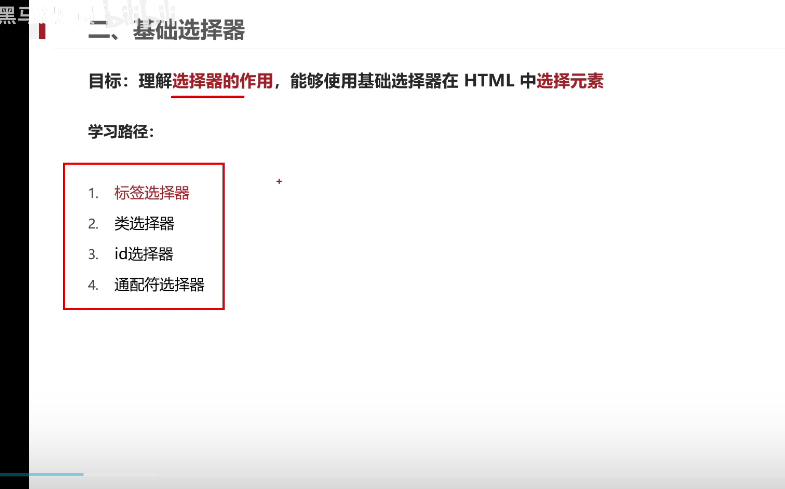 黑马
二、基础选择器
目标：理解选择器的作用，能够使用基础选择器在 HTML 中选择元素
学习路径：
1. 标签选择器
2. 类选择器
3. id选择器
4. 通配符选择器